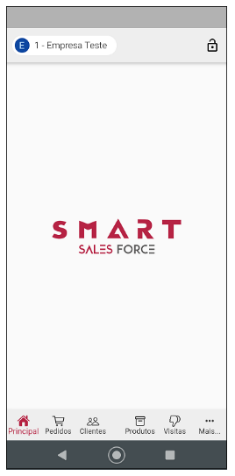 E 1 - Empresa Teste
SMART
SALES FORCE
Principal Pedidos Clientes Produtos Visitas Mais...